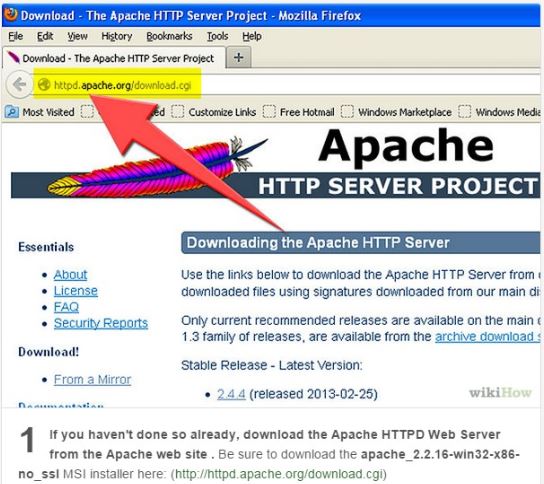 Download - The Apache HTTP Server Project - Mozilla Firefox
File Edit View History Bookmarks Tools Help
Download - The Apache HTTP Server Project +
httpd.apache.org/download.cgi
Most Visited ed Customize Links Free Hotmail Windows Marketplace Windows Media
Apache
HTTP SERVER PROJECT
Essentials
• About
• License
• FAQ
• Security Reports
Download!
• From a Mirror
Documentation
Downloading the Apache HTTP Server
Use the links below to download the Apache HTTP Server from
downloaded files using signatures downloaded from our main di
Only current recommended releases are available on the main
1.3 family of releases, are available from the archive download s
Stable Release - Latest Version:
• 2.4.4 (released 2013-02-25)
wikiHow
1 If you haven't done so already, download the Apache HTTPD Web Server
from the Apache web site . Be sure to download the apache_2.2.16-win32-x86-
no_ssl MSI installer here: (http://httpd.apache.org/download.cgi)